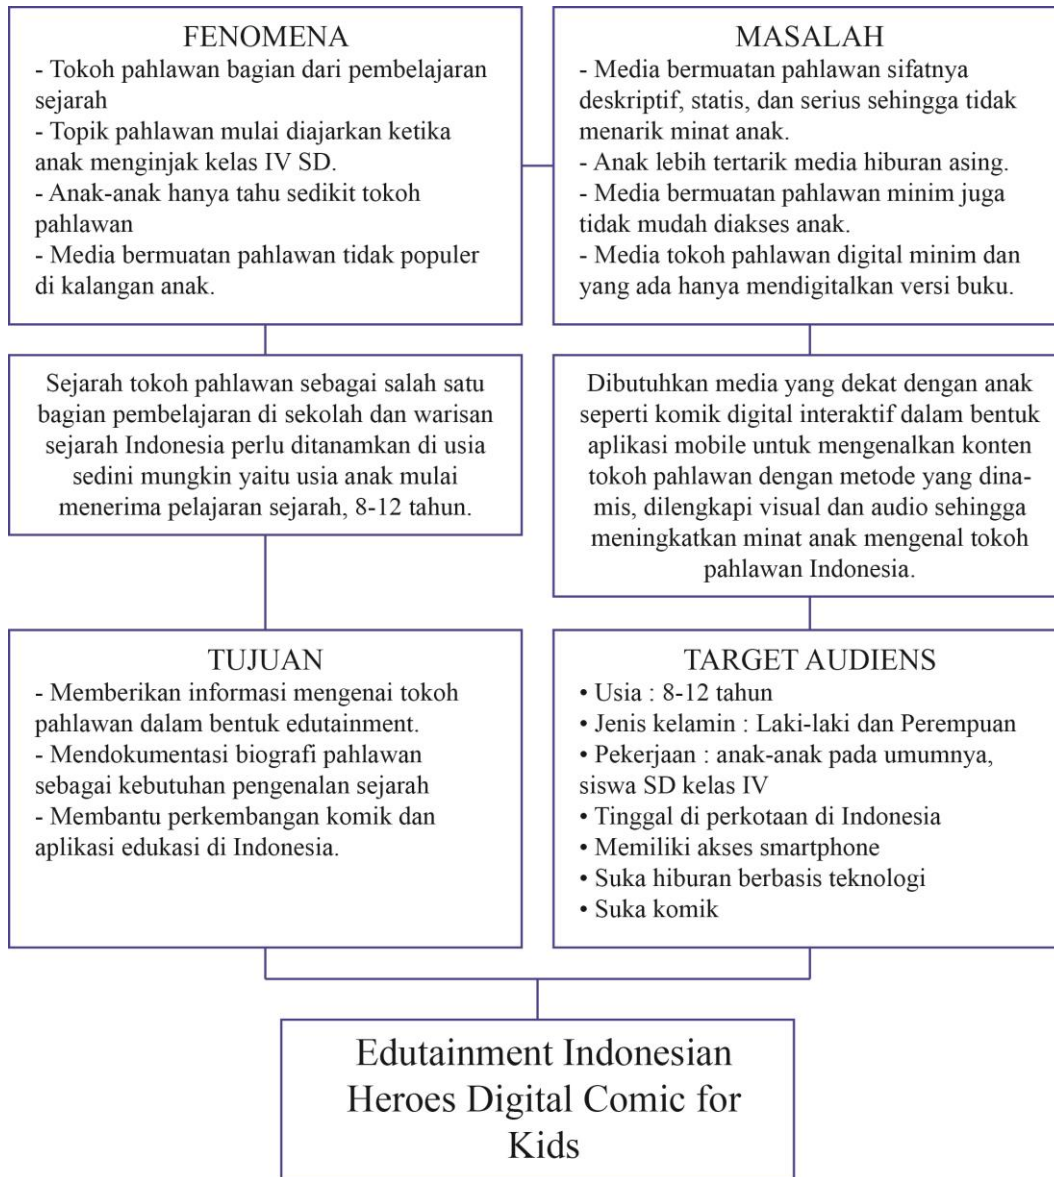 FENOMENA
- Tokoh pahlawan bagian dari pembelajaran
sejarah
- Topik pahlawan mulai diajarkan ketika
anak menginjak kelas IV SD.
- Anak-anak hanya tahu sedikit tokoh
pahlawan
- Media bermuatan pahlawan tidak populer
di kalangan anak.
MASALAH
- Media bermuatan pahlawan sifatnya
deskriptif, statis, dan serius sehingga tidak
menarik minat anak.
- Anak lebih tertarik media hiburan asing.
- Media bermuatan pahlawan minim juga
tidak mudah diakses anak.
- Media tokoh pahlawan digital minim dan
yang ada hanya mendigitalkan versi buku.
Sejarah tokoh pahlawan sebagai salah satu
bagian pembelajaran di sekolah dan warisan
sejarah Indonesia perlu ditanamkan di usia
sedini mungkin yaitu usia anak mulai
menerima pelajaran sejarah, 8-12 tahun.
Dibutuhkan media yang dekat dengan anak
seperti komik digital interaktif dalam bentuk
aplikasi mobile untuk mengenalkan konten
tokoh pahlawan dengan metode yang dina-
mis, dilengkapi visual dan audio sehingga
meningkatkan minat anak mengenal tokoh
pahlawan Indonesia.
TUJUAN
- Memberikan informasi mengenai tokoh
pahlawan dalam bentuk edutainment.
- Mendokumentasi biografi pahlawan
sebagai kebutuhan pengenalan sejarah
- Membantu perkembangan komik dan
aplikasi edukasi di Indonesia.
TARGET AUDIENS
• Usia : 8-12 tahun
• Jenis kelamin : Laki-laki dan Perempuan
• Pekerjaan : anak-anak pada umumnya,
siswa SD kelas IV
• Tinggal di perkotaan di Indonesia
• Memiliki akses smartphone
• Suka hiburan berbasis teknologi
• Suka komik
Edutainment Indonesian
Heroes Digital Comic for
Kids